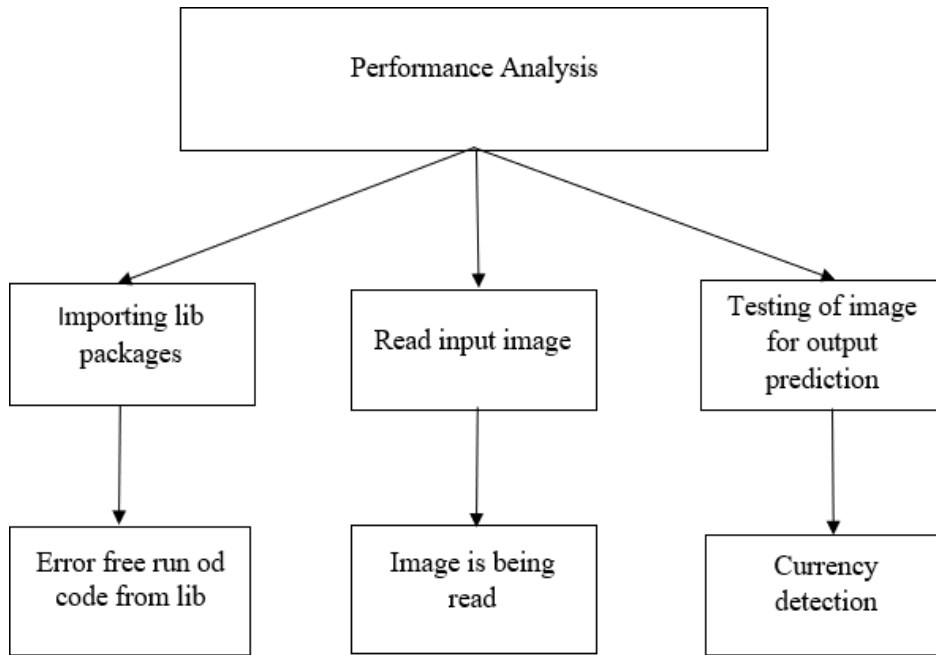 Performance Analysis
Importing lib
packages
Read input image
Testing of image
for output
prediction
Error free run od
code from lib
Image is being
read
Currency
detection